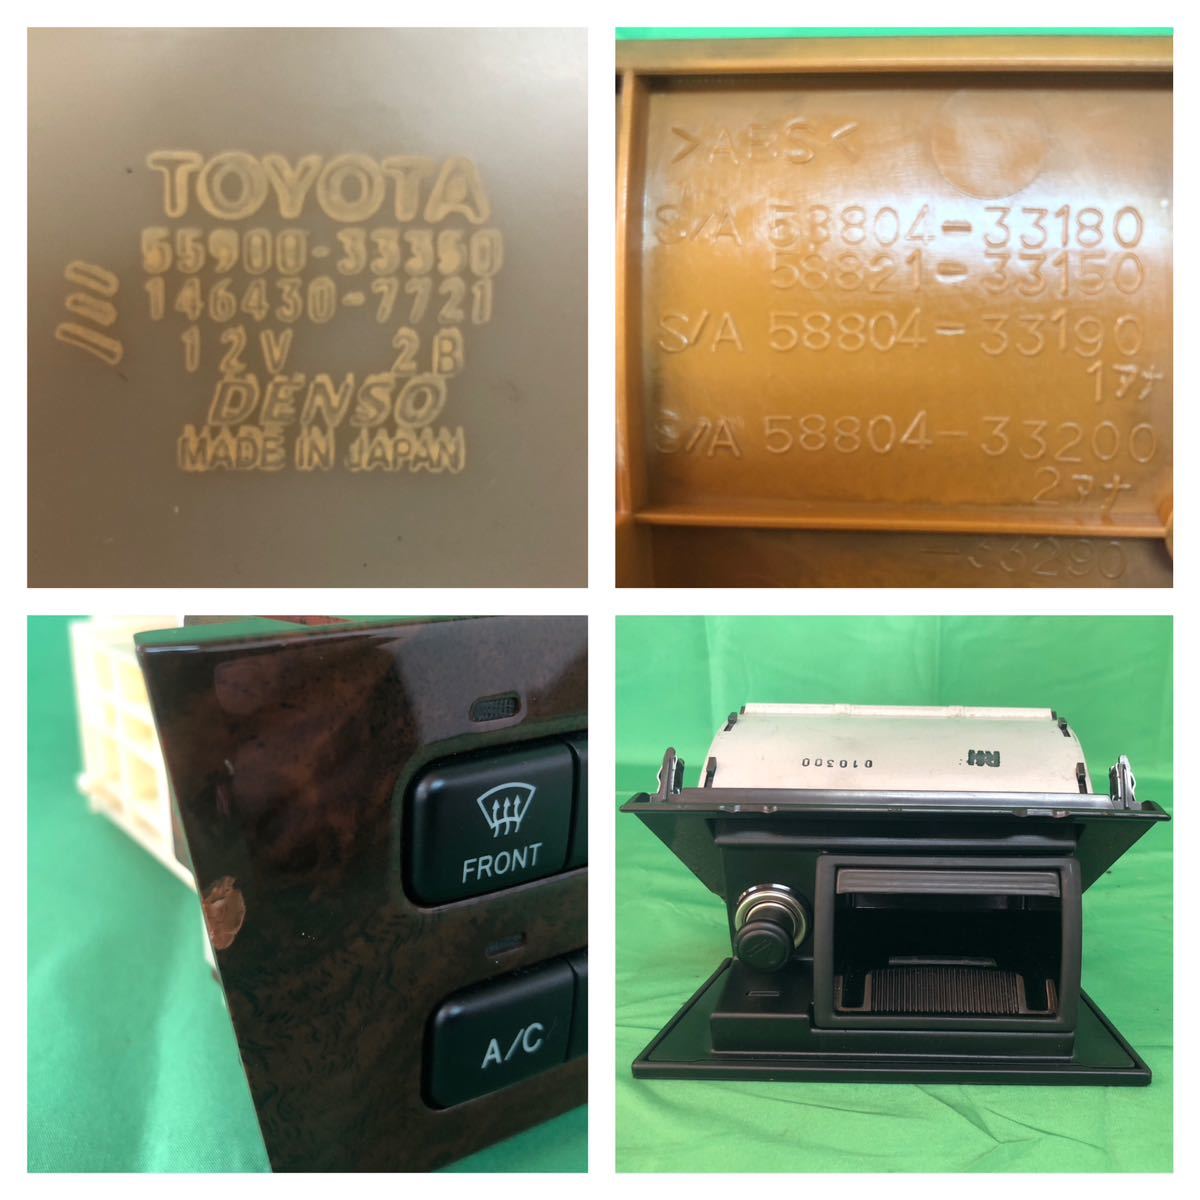 TOYOTA
55900-33350
146430-7721
12V 2B
DENSO
MADE IN JAPAN
>ABS<
S/A 58804-33180
58821-33150
S/A 58804-33190
1アナ
S/A 58804-33200
2アナ
-33290
FRONT
A/C
010300
RH